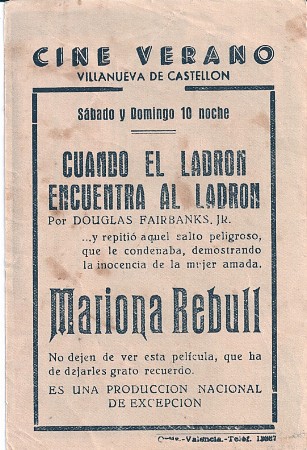 CINE VERANO
VILLANUEVA DE CASTELLON
Sábado y Domingo 10 noche
CUANDO EL LADRON
ENCUENTRA AL LADRON
Por DOUGLAS FAIRBANKS, JR.
...y repitió aquel salto peligroso,
que le condenaba, demostrando
la inocencia de la mujer amada.
Mariona Rebull
No dejen de ver esta película, que ha
de dejarles grato recuerdo.
ES UNA PRODUCCION NACIONAL
DE EXCEPCION
-Valencia.-Teléf.